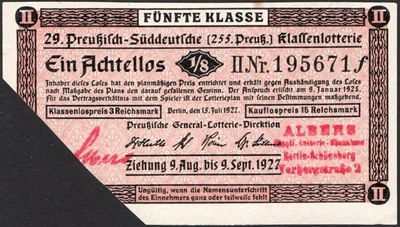 FÜNFTE KLASSE
II
II
29. Preußisch-Süddeutsche (255. Preuß.) Klassenlotterie
Ein Achtellos 1/8 II Nr. 195671 f
Inhaber dieses Loses hat den planmäßigen Preis entrichtet und erhält gegen Aushändigung des Loses
nach Maßgabe des Plans den darauf gefallenen Gewinn. Der Anspruch erlischt am 9. Januar 1928.
Für das Vertragsverhältnis mit dem Spieler ist der Lotterieplan mit seinen Bestimmungen maßgebend.
Klassenlospreis 3 Reichsmark
Berlin, den 15. Juli 1927.
Kauflospreis 15 Reichsmark
Preußische General-Lotterie-Direktion
ALBERG
Berlin-Schöneberg
Ziehung 9. Aug. bis 9. Sept. 1927
Ungültig, wenn die Namensunterschrift
des Einnehmers ganz oder teilweise fehlt
II